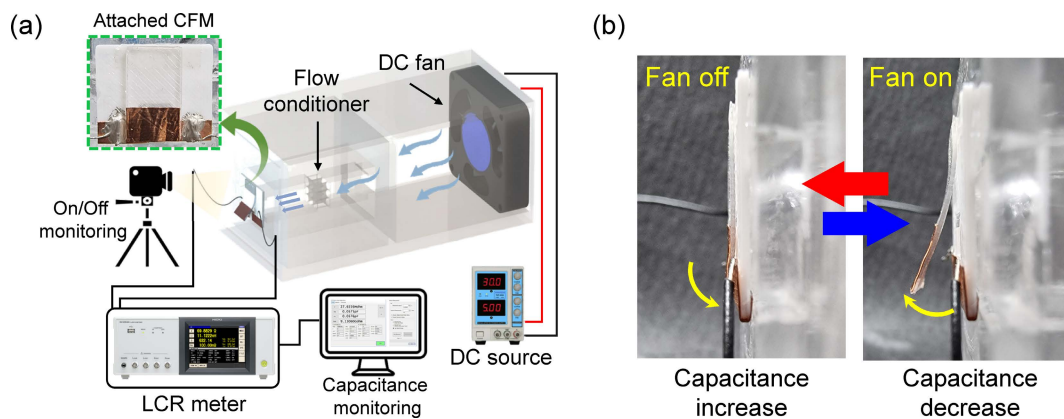 (a)
Attached CFM
DC fan
Flow
conditioner
On/Off
monitoring
30.0
5.00
DC source
LCR meter
Capacitance
monitoring
(b)
Fan off
Fan on
Capacitance
increase
Capacitance
decrease